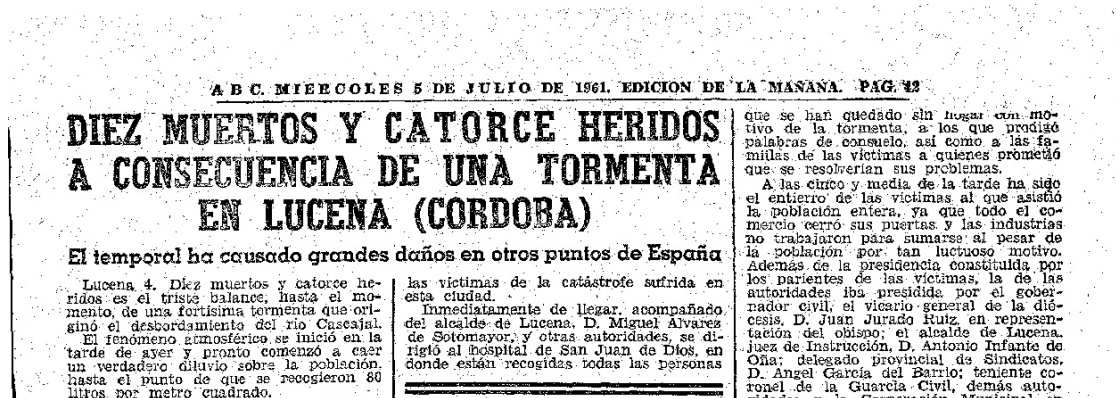 ABC. MIERCOLES 5 DE JULIO DE 1961. EDICION DE LA MAÑANA. PAG. 42
DIEZ MUERTOS Y CATORCE HERIDOS
A CONSECUENCIA DE UNA TORMENTA
EN LUCENA (CORDOBA)
El temporal ha causado grandes daños en otros puntos de España
Lucena 4. Diez muertos y catorce he-
ridos es el triste balance, hasta el mo-
mento, de una fortísima tormenta que ori-
ginó el desbordamiento del río Cascajal.
El fenómeno atmosférico se inició en la
tarde de ayer y pronto comenzó a caer
un verdadero diluvio sobre la población,
hasta el punto de que se recogieron 80
litros por metro cuadrado.
las víctimas de la catástrofe sufrida en
esta ciudad.
Inmediatamente de llegar, acompañado
del alcalde de Lucena, D. Miguel Alvarez
de Sotomayor, y otras autoridades, se di-
rigió al hospital de San Juan de Dios, en
donde están recogidas todas las personas
que se han quedado sin hogar con mo-
tivo de la tormenta, a los que prodigó
palabras de consuelo, así como a las fa-
milias de las víctimas a quienes prometió
que se resolverían sus problemas.
A las cinco y media de la tarde ha sido
el entierro de las víctimas al que asistió
la población entera, ya que todo el co-
mercio cerró sus puertas y las industrias
no trabajaron para sumarse al pesar de
la población por tan luctuoso motivo.
Además de la presidencia constituída por
los parientes de las víctimas, la de las
autoridades iba presidida por el gober-
nador civil, el vicario general de la dió-
cesis, D. Juan Jurado Ruiz, en represen-
tación del obispo; el alcalde de Lucena,
juez de Instrucción, D. Antonio Infante de
Oña; delegado provincial de Sindicatos,
D. Angel García del Barrio; teniente co-
ronel de la Guarcia Civil, demás auto-